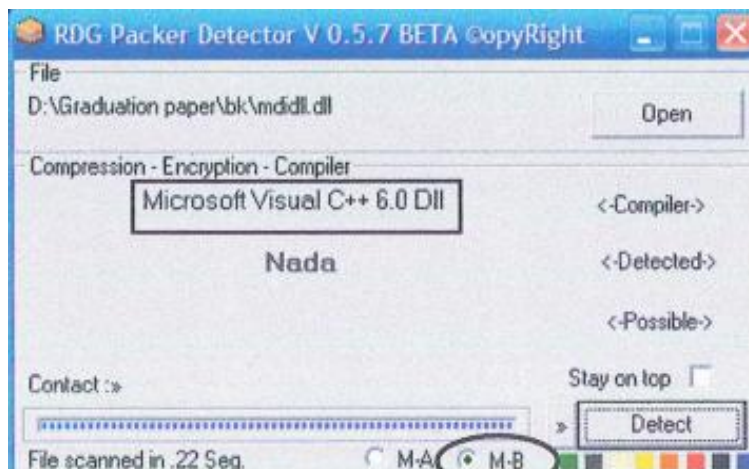 RDG Packer Detector V 0.5.7 BETA ©opyRight
File
D:\Graduation paper\bk\mdidll.dll
Open
Compression - Encryption - Compiler
Microsoft Visual C++ 6.0 Dll
<-Compiler->
Nada
<-Detected->
<-Possible->
Contact :»
Stay on top
» Detect
File scanned in .22 Seg.
M-A
M-B